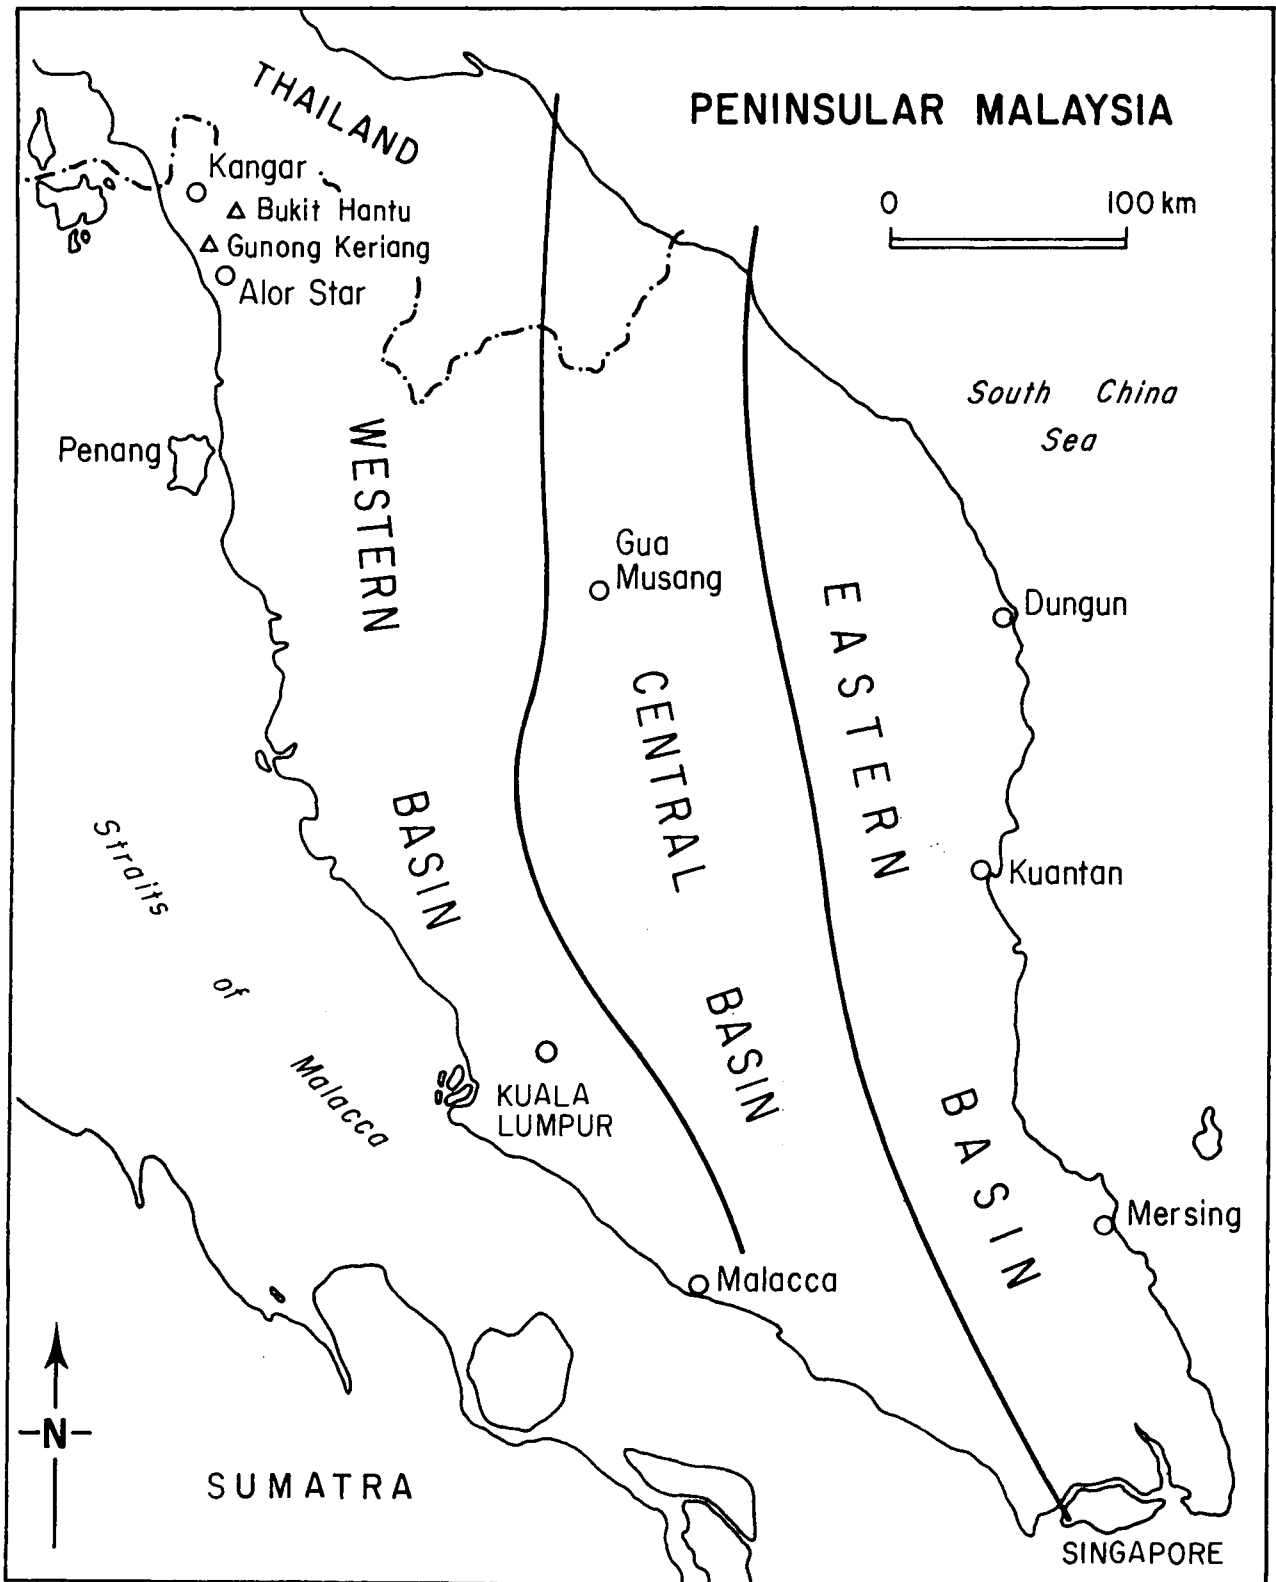 THAILAND
PENINSULAR MALAYSIA
Kangar
Bukit Hantu
Gunong Keriang
Alor Star
0 100 km
South China
Sea
Penang
WESTERN
BASIN
Gua
Musang
CENTRAL
BASIN
EASTERN
BASIN
Dungun
Kuantan
Straits
of
Malacca
KUALA
LUMPUR
Mersing
Malacca
N
SUMATRA
SINGAPORE